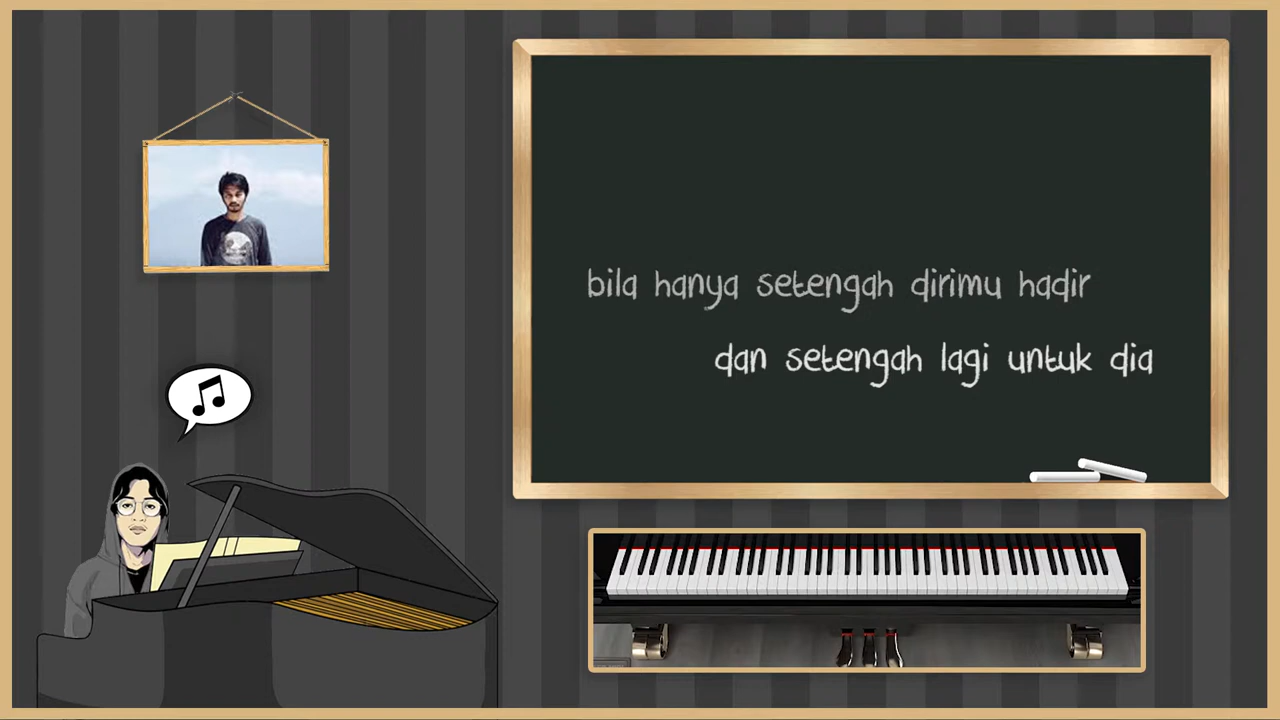 bila hanya setengah dirimu hadir
dan setengah lagi untuk dia